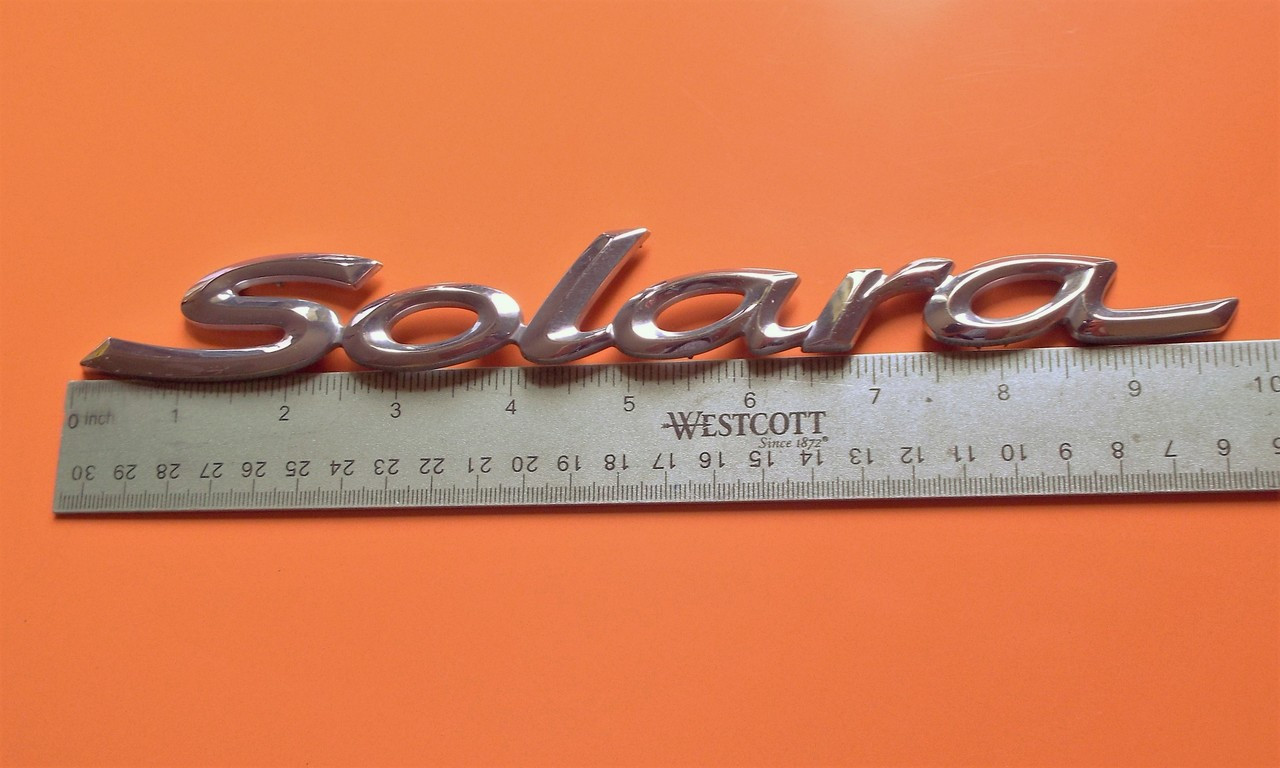 Solara
0 inch 1 2 3 4 5 6 7 8 9 10
WESTCOTT
Since 1872®
30 29 28 27 26 25 24 23 22 21 20 19 18 17 16 15 14 13 12 11 10 9 8 7 6